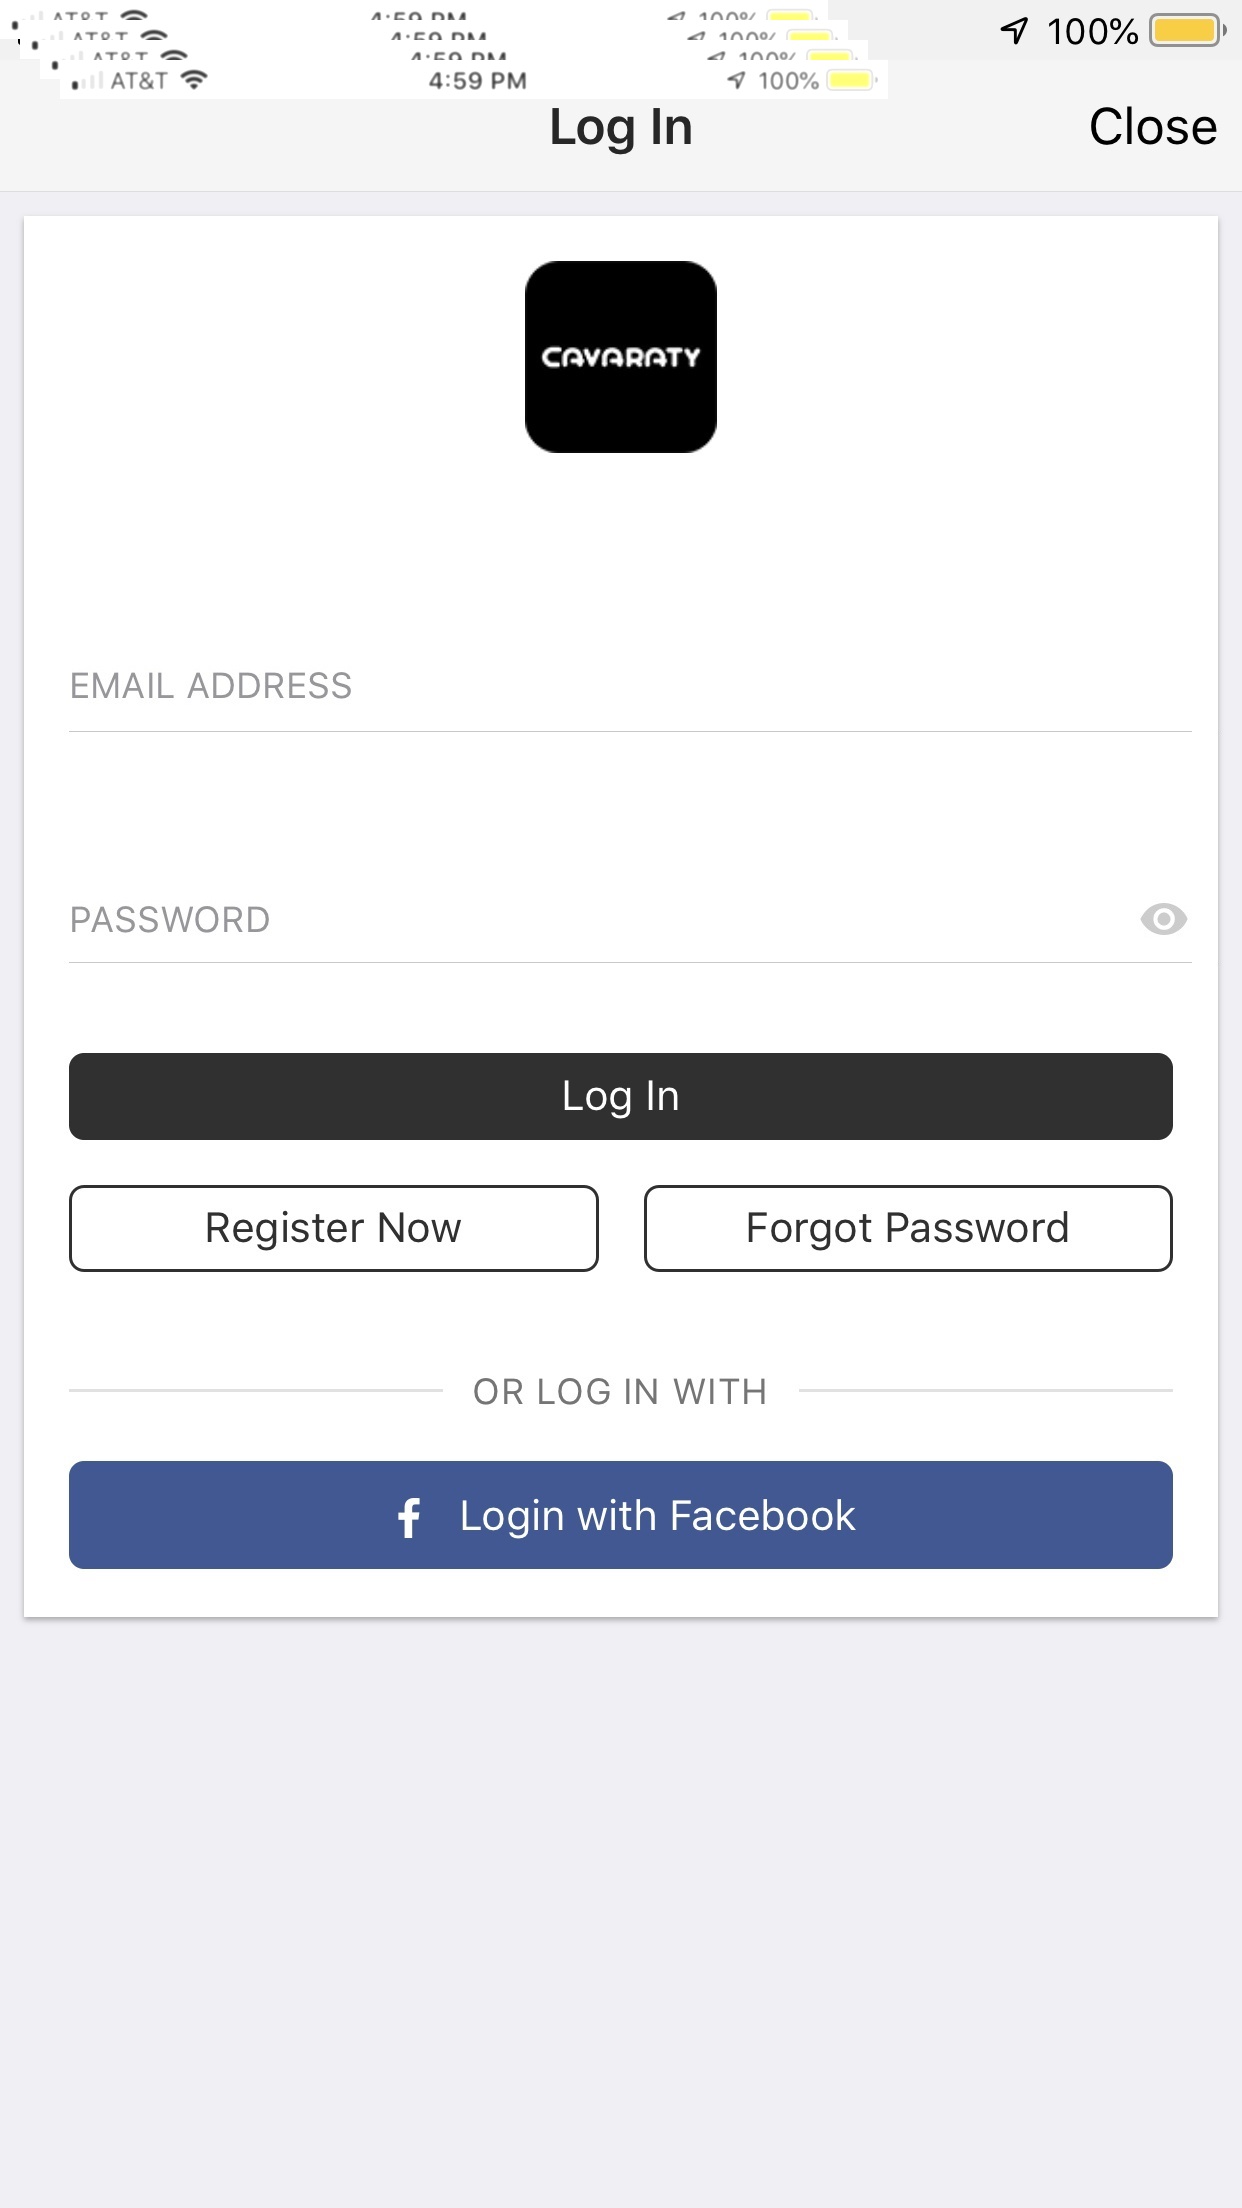 AT&T 4:59 PM 100% 100%
AT&T 4:59 PM 100%
AT&T 4:59 PM 100%
AT&T 4:59 PM 100%
Log In Close
CAVARATY
EMAIL ADDRESS
PASSWORD
Log In
Register Now Forgot Password
OR LOG IN WITH
f Login with Facebook